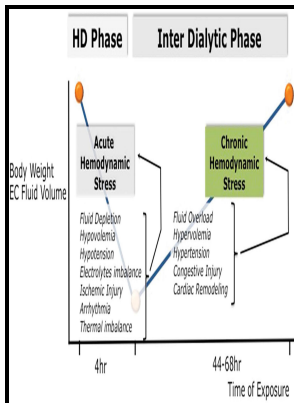 HD Phase
Inter Dialytic Phase
Body Weight
EC Fluid Volume
Acute
Hemodynamic
Stress
Chronic
Hemodynamic
Stress
Fluid Depletion
Hypovolemia
Hypotension
Electrolytes imbalance
Ischemic Injury
Arrhythmia
Thermal imbalance
Fluid Overload
Hypervolemia
Hypertension
Congestive Injury
Cardiac Remodeling
4hr
44-68hr
Time of Exposure